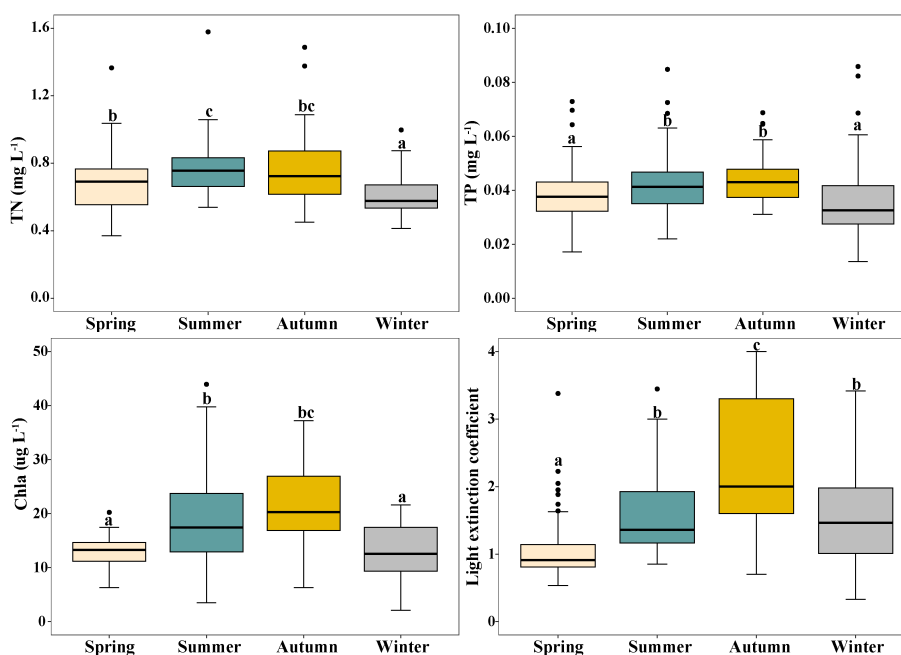 TN (mg L⁻¹)
1.6
1.2
0.8
0.4
0.0
b
c
bc
a
Spring Summer Autumn Winter
TP (mg L⁻¹)
0.10
0.08
0.06
0.04
0.02
0.00
a
b
b
a
Spring Summer Autumn Winter
Chla (ug L⁻¹)
50
40
30
20
10
0
a
b
bc
a
Spring Summer Autumn Winter
Light extinction coefficient
4
3
2
1
0
a
b
c
b
Spring Summer Autumn Winter